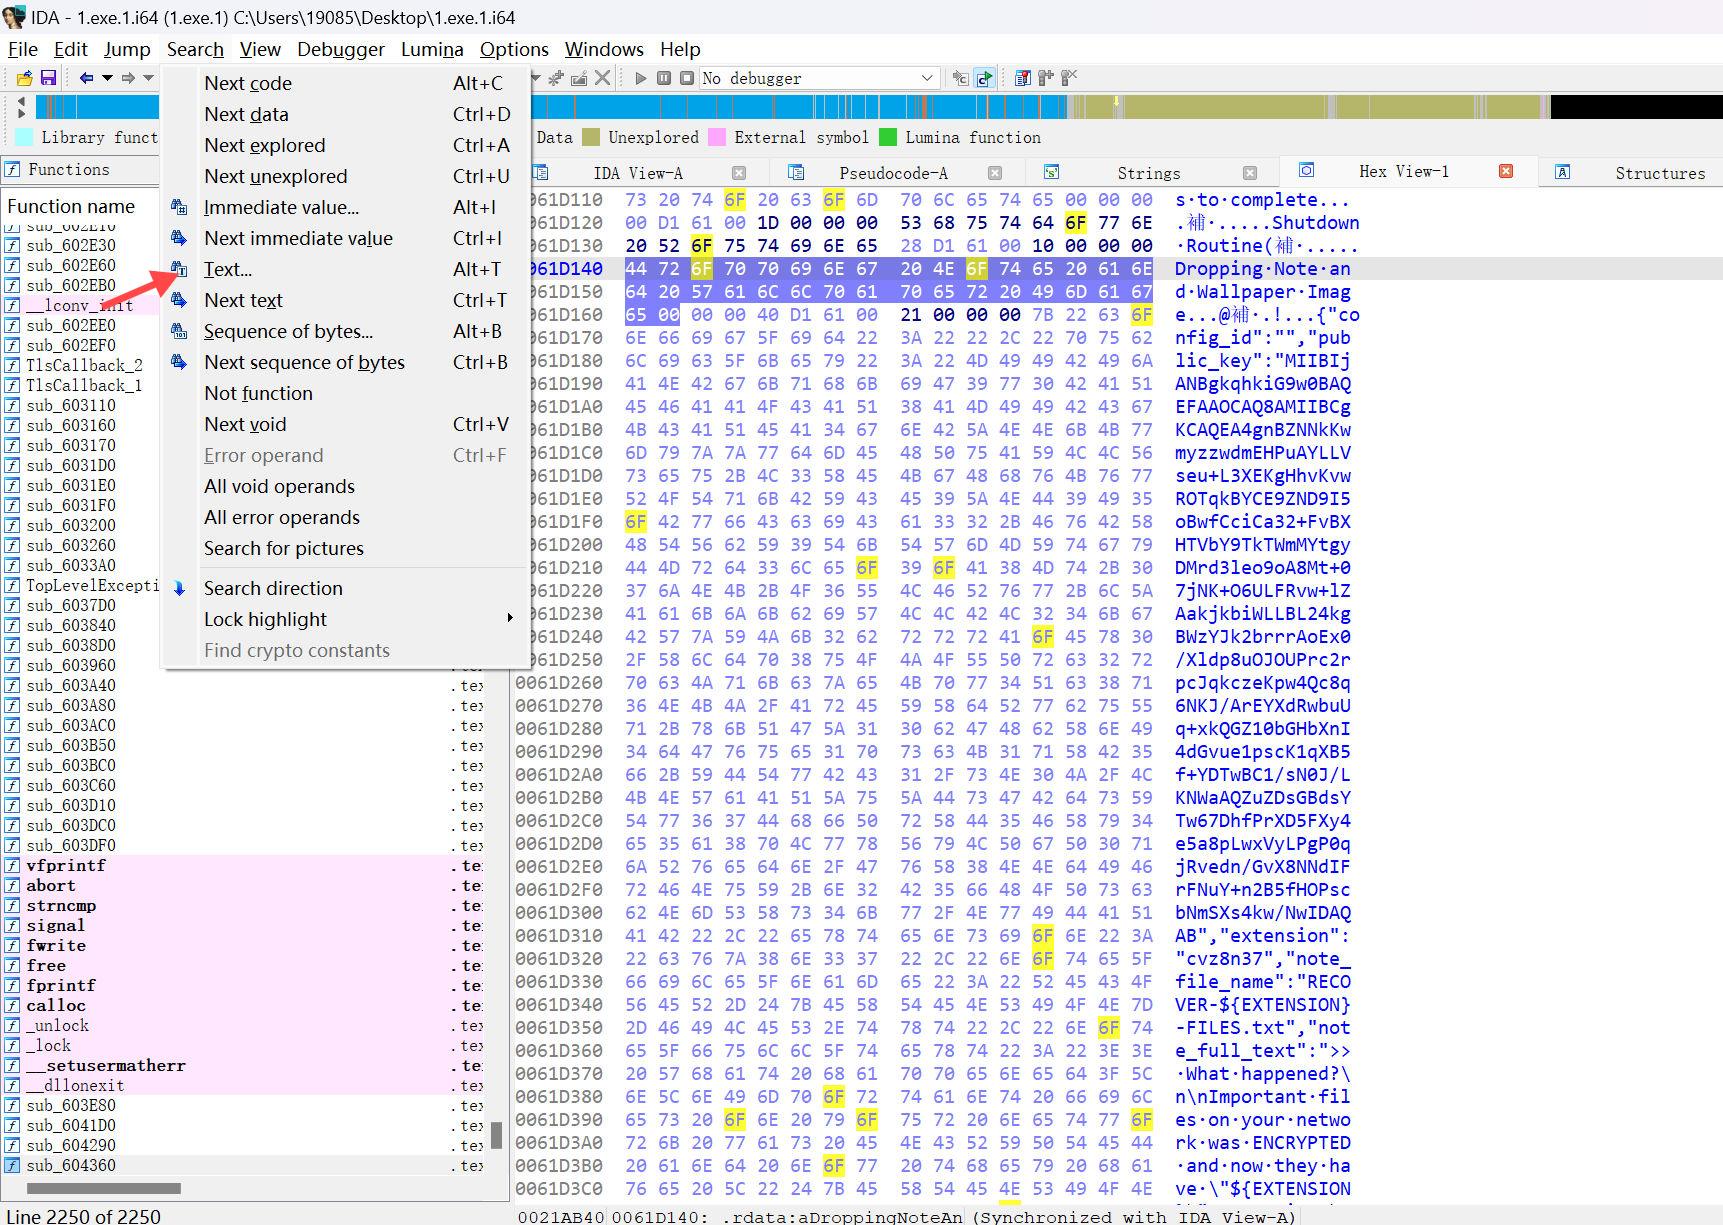 IDA - 1.exe.1.i64 (1.exe.1) C:\Users\19085\Desktop\1.exe.1.i64
File Edit Jump Search View Debugger Lumina Options Windows Help
No debugger
Next code Alt+C
Next data Ctrl+D
Next explored Ctrl+A
Next unexplored Ctrl+U
Immediate value... Alt+I
Next immediate value Ctrl+I
Text... Alt+T
Next text Ctrl+T
Sequence of bytes... Alt+B
Next sequence of bytes Ctrl+B
Not function
Next void Ctrl+V
Error operand Ctrl+F
All void operands
All error operands
Search for pictures
Search direction
Lock highlight
Find crypto constants
Library funct
Data Unexplored External symbol Lumina function
Functions
Function name
sub_602E10
sub_602E30
sub_602E60
sub_602EB0
__lconv_init
sub_602EE0
sub_602EF0
TlsCallback_2
TlsCallback_1
sub_603110
sub_603160
sub_603170
sub_6031D0
sub_6031E0
sub_6031F0
sub_603200
sub_603260
sub_6033A0
TopLevelExcepti
sub_6037D0
sub_603840
sub_6038D0
sub_603960 .tex
sub_603A40 .tex
sub_603A80 .tex
sub_603AC0 .tex
sub_603B50 .tex
sub_603BC0 .tex
sub_603C60 .tex
sub_603D10 .tex
sub_603DC0 .tex
sub_603DF0 .tex
vfprintf .te
abort .te
strncmp .te
signal .te
fwrite .te
free .te
fprintf .te
calloc .te
_unlock .tex
_lock .tex
__setusermatherr .te
__dllonexit .tex
sub_603E80 .tex
sub_6041D0 .tex
sub_604290 .tex
sub_604360 .tex
Line 2250 of 2250
IDA View-A Pseudocode-A Strings Hex View-1 Structures
061D110 73 20 74 6F 20 63 6F 6D 70 6C 65 74 65 00 00 00 s·to·complete...
061D120 00 D1 61 00 1D 00 00 00 53 68 75 74 64 6F 77 6E .補·.....Shutdown
061D130 20 52 6F 75 74 69 6E 65 28 D1 61 00 10 00 00 00 ·Routine(補·.....
061D140 44 72 6F 70 70 69 6E 67 20 4E 6F 74 65 20 61 6E Dropping·Note·an
061D150 64 20 57 61 6C 6C 70 61 70 65 72 20 49 6D 61 67 d·Wallpaper·Imag
061D160 65 00 00 00 40 D1 61 00 21 00 00 00 7B 22 63 6F e...@補·.!...{"co
061D170 6E 66 69 67 5F 69 64 22 3A 22 22 2C 22 70 75 62 nfig_id":"","pub
061D180 6C 69 63 5F 6B 65 79 22 3A 22 4D 49 49 42 49 6A lic_key":"MIIBIj
061D190 41 4E 42 67 6B 71 68 6B 69 47 39 77 30 42 41 51 ANBgkqhkiG9w0BAQ
061D1A0 45 46 41 41 4F 43 41 51 38 41 4D 49 49 42 43 67 EFAAOCAQ8AMIIBCg
061D1B0 4B 43 41 51 45 41 34 67 6E 42 5A 4E 4E 6B 4B 77 KCAQEA4gnBZNNkKw
061D1C0 6D 79 7A 7A 77 64 6D 45 48 50 75 41 59 4C 4C 56 myzzwdmEHPuAYLLV
061D1D0 73 65 75 2B 4C 33 58 45 4B 67 48 68 76 4B 76 77 seu+L3XEKgHhvKvw
061D1E0 52 4F 54 71 6B 42 59 43 45 39 5A 4E 44 39 49 35 ROTqkBYCE9ZND9I5
061D1F0 6F 42 77 66 43 63 69 43 61 33 32 2B 46 76 42 58 oBwfCciCa32+FvBX
0061D200 48 54 56 62 59 39 54 6B 54 57 6D 4D 59 74 67 79 HTVbY9TkTWmMYtgy
061D210 44 4D 72 64 33 6C 65 6F 39 6F 41 38 4D 74 2B 30 DMrd3leo9oA8Mt+0
061D220 37 6A 4E 4B 2B 4F 36 55 4C 46 52 76 77 2B 6C 5A 7jNK+O6ULFRvw+lZ
061D230 41 61 6B 6A 6B 62 69 57 4C 4C 42 4C 32 34 6B 67 AakjkbiWLLBL24kg
061D240 42 57 7A 59 4A 6B 32 62 72 72 72 41 6F 45 78 30 BWzYJk2brrrAoEx0
061D250 2F 58 6C 64 70 38 75 4F 4A 4F 55 50 72 63 32 72 /Xldp8uOJOUPrc2r
0061D260 70 63 4A 71 6B 63 7A 65 4B 70 77 34 51 63 38 71 pcJqkczeKpw4Qc8q
0061D270 36 4E 4B 4A 2F 41 72 45 59 58 64 52 77 62 75 55 6NKJ/ArEYXdRwbuU
0061D280 71 2B 78 6B 51 47 5A 31 30 62 47 48 62 58 6E 49 q+xkQGZ10bGHbXnI
0061D290 34 64 47 76 75 65 31 70 73 63 4B 31 71 58 42 35 4dGvue1pscK1qXB5
0061D2A0 66 2B 59 44 54 77 42 43 31 2F 73 4E 30 4A 2F 4C f+YDTwBC1/sN0J/L
0061D2B0 4B 4E 57 61 41 51 5A 75 5A 44 73 47 42 64 73 59 KNWaAQZuZDsGBdsY
0061D2C0 54 77 36 37 44 68 66 50 72 58 44 35 46 58 79 34 Tw67DhfPrXD5FXy4
0061D2D0 65 35 61 38 70 4C 77 78 56 79 4C 50 67 50 30 71 e5a8pLwxVyLPgP0q
0061D2E0 6A 52 76 65 64 6E 2F 47 76 58 38 4E 4E 64 49 46 jRvedn/GvX8NNdIF
0061D2F0 72 46 4E 75 59 2B 6E 32 42 35 66 48 4F 50 73 63 rFNuY+n2B5fHOPsc
0061D300 62 4E 6D 53 58 73 34 6B 77 2F 4E 77 49 44 41 51 bNmSXs4kw/NwIDAQ
0061D310 41 42 22 2C 22 65 78 74 65 6E 73 69 6F 6E 22 3A AB","extension":
0061D320 22 63 76 7A 38 6E 33 37 22 2C 22 6E 6F 74 65 5F "cvz8n37","note_
0061D330 66 69 6C 65 5F 6E 61 6D 65 22 3A 22 52 45 43 4F file_name":"RECO
0061D340 56 45 52 2D 24 7B 45 58 54 45 4E 53 49 4F 4E 7D VER-${EXTENSION}
0061D350 2D 46 49 4C 45 53 2E 74 78 74 22 2C 22 6E 6F 74 -FILES.txt","not
0061D360 65 5F 66 75 6C 6C 5F 74 65 78 74 22 3A 22 3E 3E e_full_text":">>
0061D370 20 57 68 61 74 20 68 61 70 70 65 6E 65 64 3F 5C ·What·happened?\
0061D380 6E 5C 6E 49 6D 70 6F 72 74 61 6E 74 20 66 69 6C n\nImportant·fil
0061D390 65 73 20 6F 6E 20 79 6F 75 72 20 6E 65 74 77 6F es·on·your·netwo
0061D3A0 72 6B 20 77 61 73 20 45 4E 43 52 59 50 54 45 44 rk·was·ENCRYPTED
0061D3B0 20 61 6E 64 20 6E 6F 77 20 74 68 65 79 20 68 61 ·and·now·they·ha
0061D3C0 76 65 20 5C 22 24 7B 45 58 54 45 4E 53 49 4F 4E ve·\"${EXTENSION
0021AB40 0061D140: .rdata:aDroppingNoteAn (Synchronized with IDA View-A)